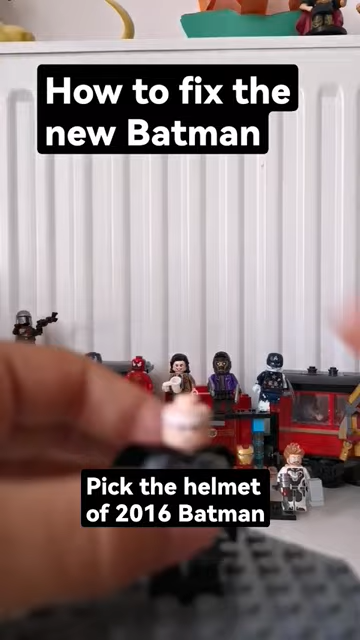 How to fix the
new Batman
Pick the helmet
of 2016 Batman